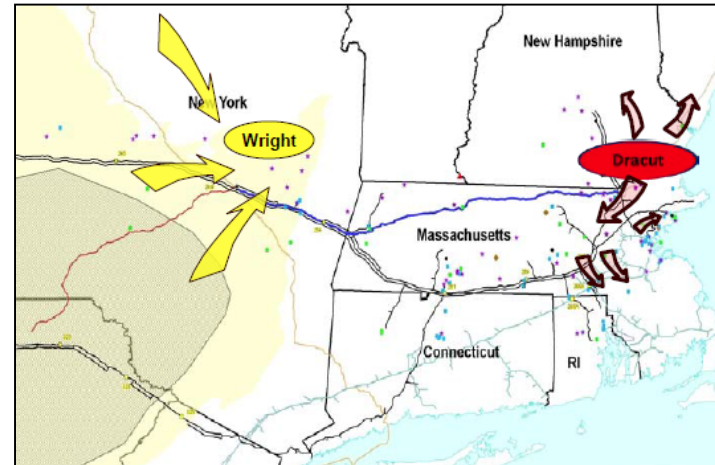 New Hampshire
New York
Wright
Dracut
Massachusetts
Connecticut
RI